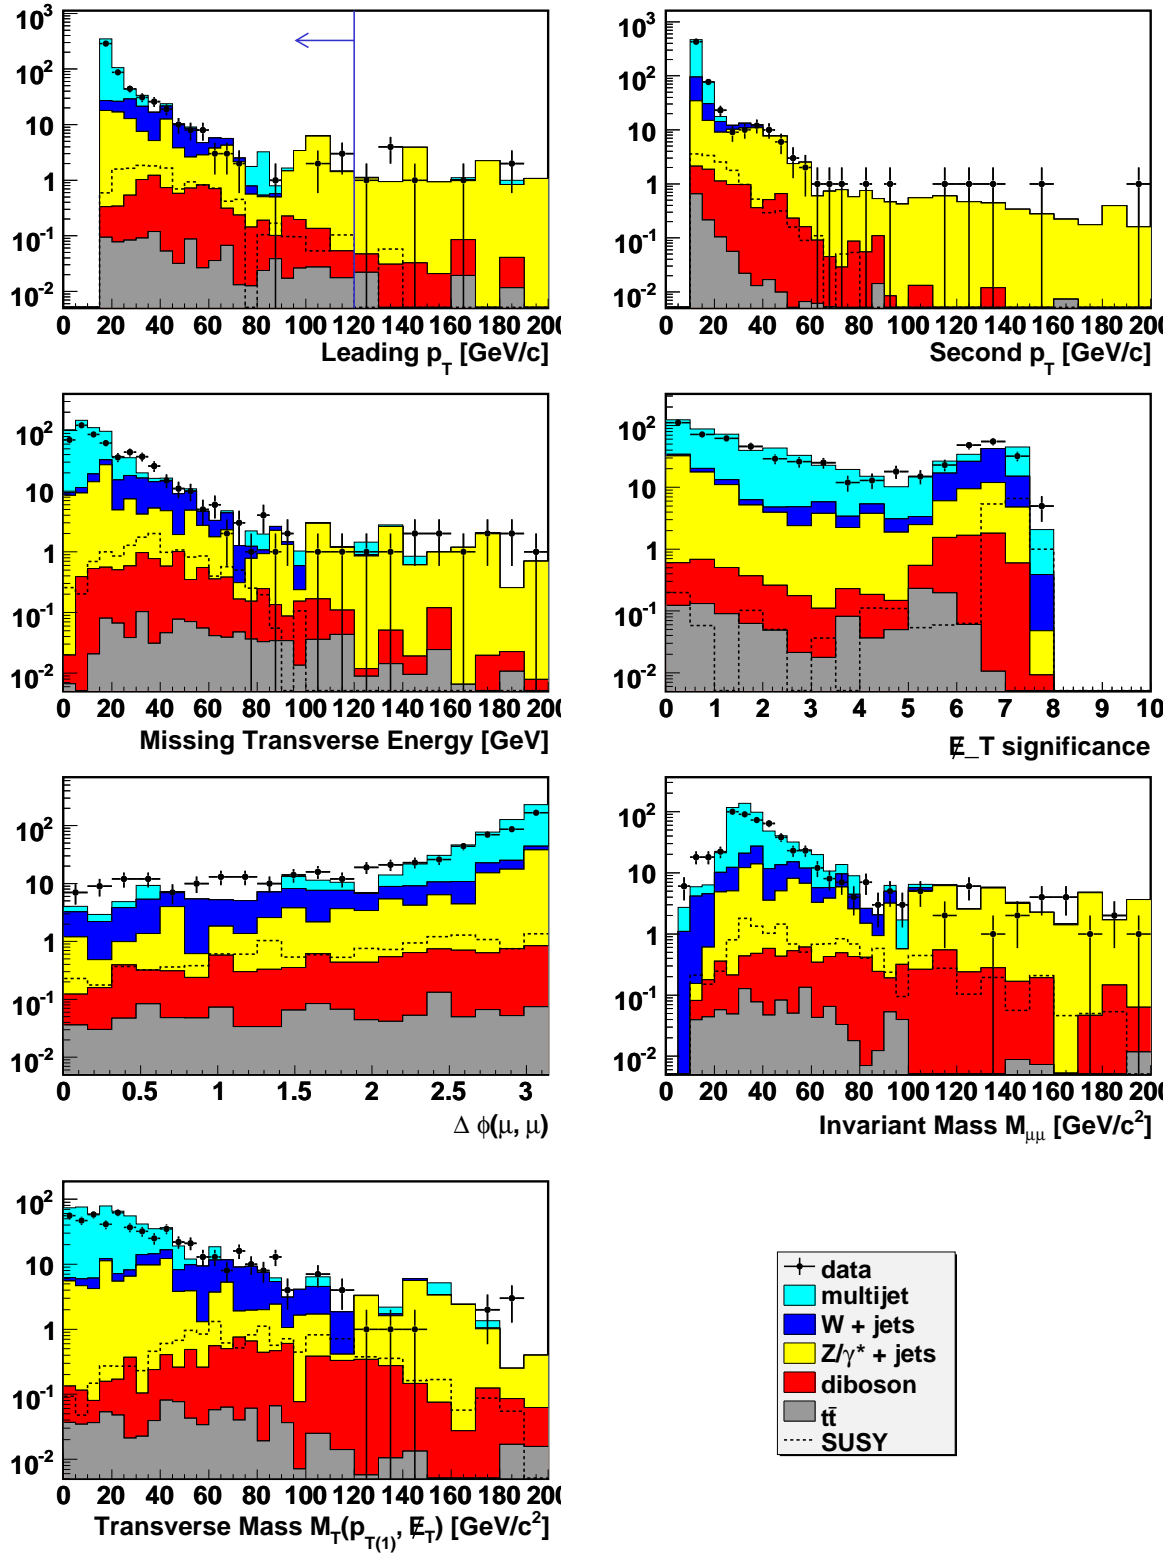 10³
10²
10
1
10⁻¹
10⁻²
0 20 40 60 80 100 120 140 160 180 200
Leading p_T [GeV/c]
10³
10²
10
1
10⁻¹
10⁻²
0 20 40 60 80 100 120 140 160 180 200
Second p_T [GeV/c]
10²
10
1
10⁻¹
10⁻²
0 20 40 60 80 100 120 140 160 180 200
Missing Transverse Energy [GeV]
10²
10
1
10⁻¹
10⁻²
0 1 2 3 4 5 6 7 8 9 10
E̸_T significance
10²
10
1
10⁻¹
10⁻²
0 0.5 1 1.5 2 2.5 3
Δ ϕ(μ, μ)
10²
10
1
10⁻¹
10⁻²
0 20 40 60 80 100 120 140 160 180 200
Invariant Mass M_μμ [GeV/c²]
10²
10
1
10⁻¹
10⁻²
0 20 40 60 80 100 120 140 160 180 200
Transverse Mass M_T(p_T(1), E̸_T) [GeV/c²]
data
multijet
W + jets
Z/γ* + jets
diboson
tt̄
SUSY